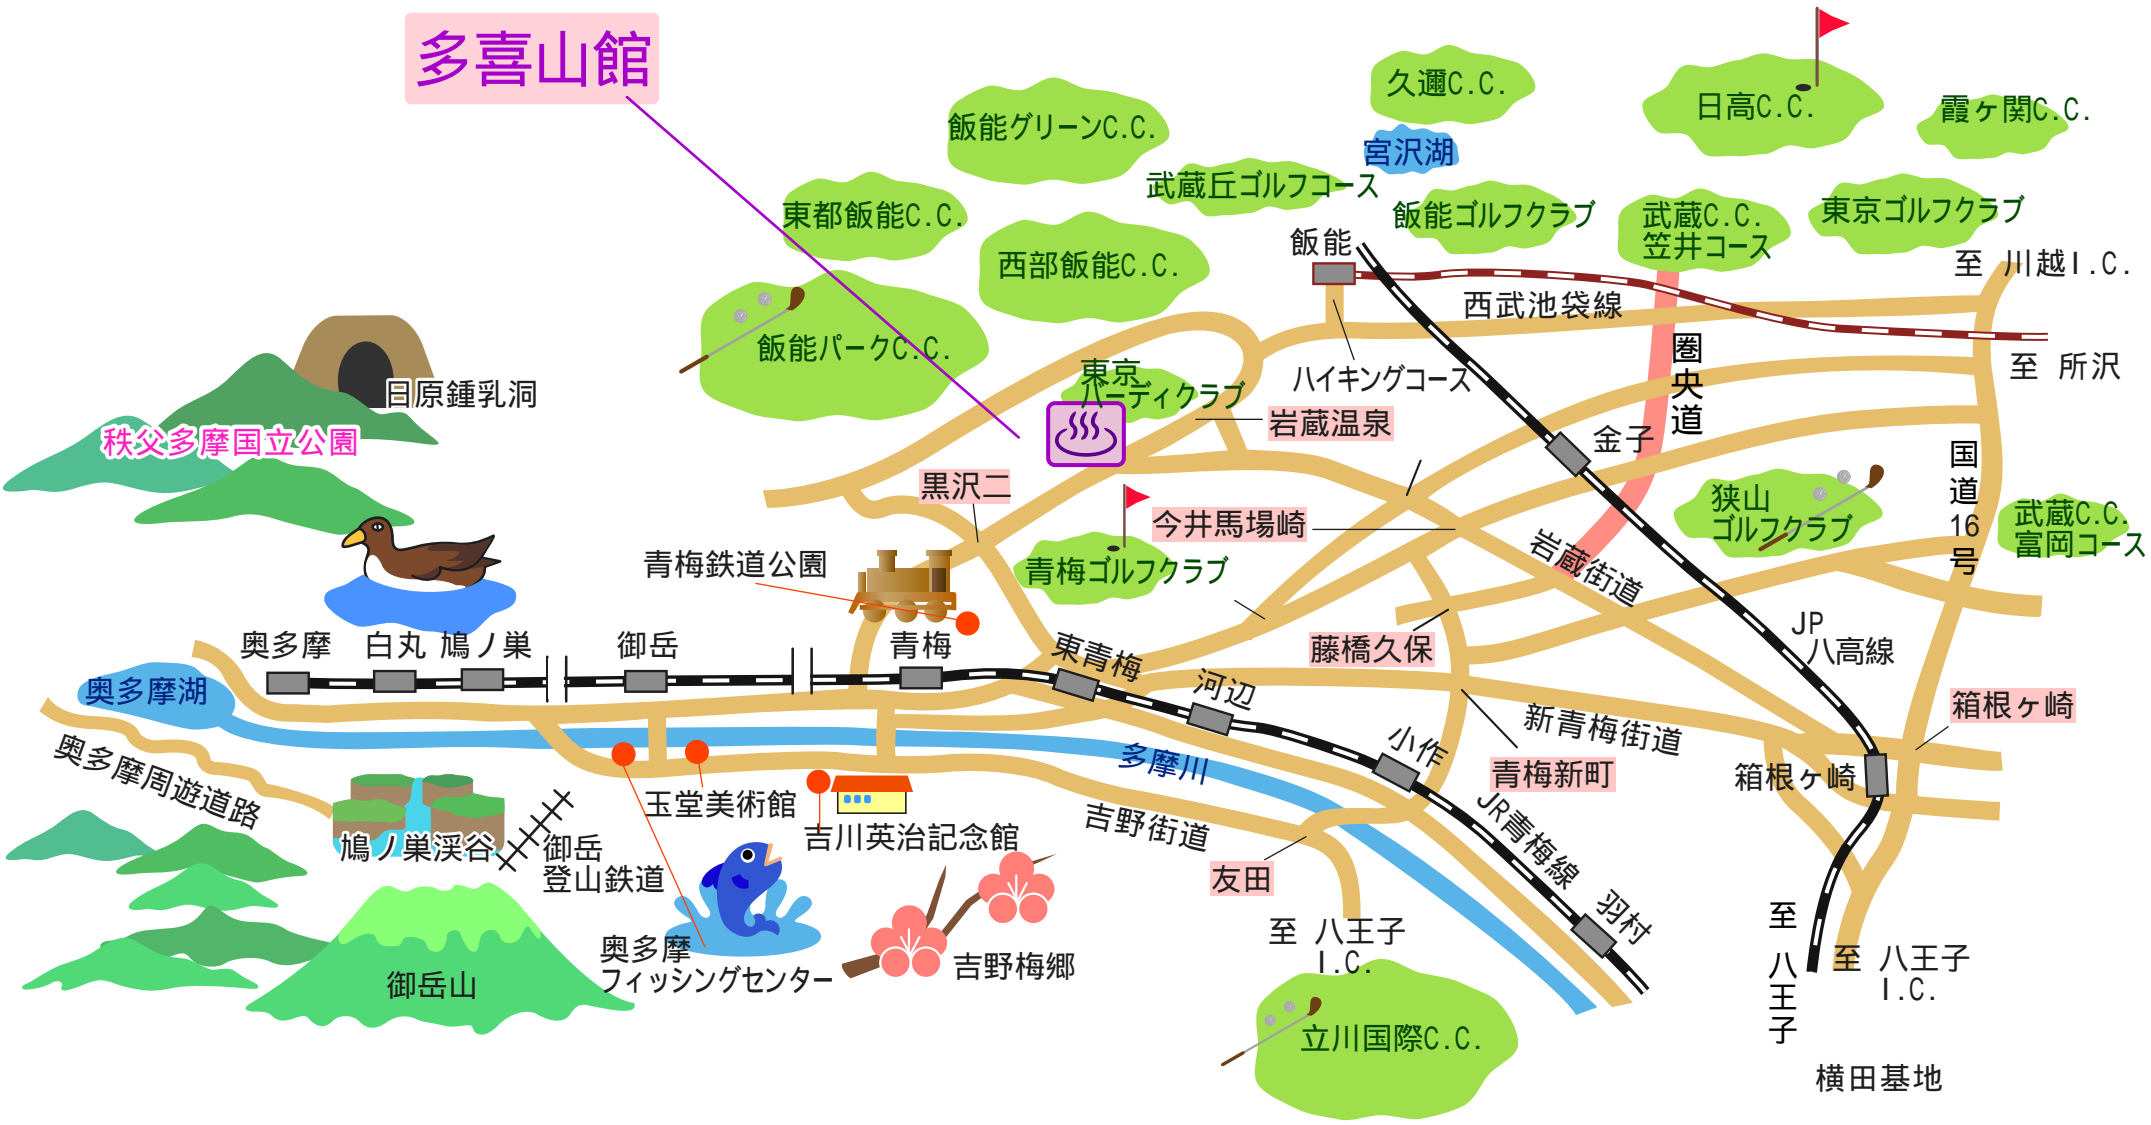 多喜山館
久邇C.C.
日高C.C.
霞ヶ関C.C.
飯能グリーンC.C.
宮沢湖
武蔵丘ゴルフコース
東都飯能C.C.
飯能ゴルフクラブ
武蔵C.C.
笠井コース
東京ゴルフクラブ
西部飯能C.C.
飯能
至 川越I.C.
西武池袋線
飯能パークC.C.
圏央道
至 所沢
東京
バーディクラブ
ハイキングコース
日原鍾乳洞
岩蔵温泉
秩父多摩国立公園
金子
国道16号
黒沢二
狭山
ゴルフクラブ
武蔵C.C.
富岡コース
今井馬場崎
青梅鉄道公園
青梅ゴルフクラブ
岩蔵街道
JP
八高線
奥多摩
白丸
鳩ノ巣
御岳
青梅
東青梅
藤橋久保
河辺
奥多摩湖
箱根ヶ崎
新青梅街道
小作
奥多摩周遊道路
多摩川
青梅新町
箱根ヶ崎
玉堂美術館
吉野街道
吉川英治記念館
JR青梅線
鳩ノ巣渓谷
御岳
登山鉄道
友田
羽村
至 八王子
至 八王子
I.C.
至 八王子
I.C.
奥多摩
フィッシングセンター
吉野梅郷
御岳山
立川国際C.C.
横田基地